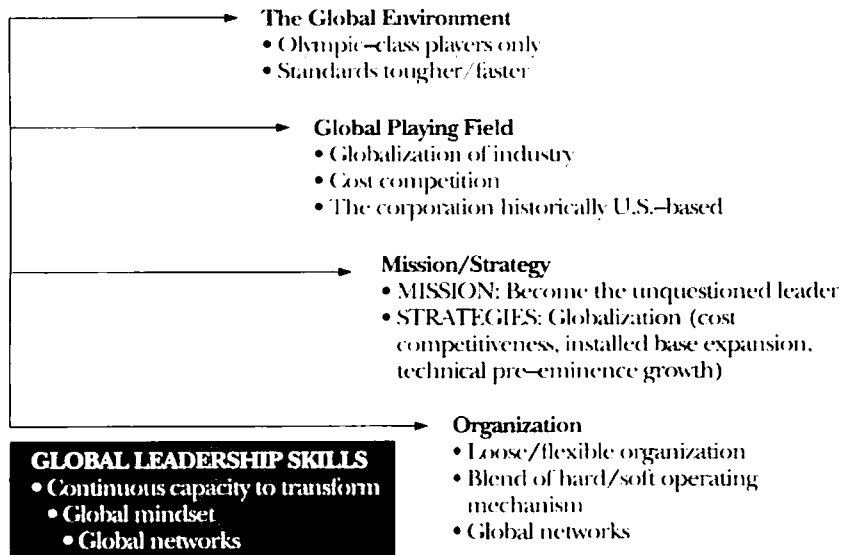 The Global Environment
• Olympic–class players only
• Standards tougher/faster
Global Playing Field
• Globalization of industry
• Cost competition
• The corporation historically U.S.–based
Mission/Strategy
• MISSION: Become the unquestioned leader
• STRATEGIES: Globalization (cost
competitiveness, installed base expansion,
technical pre–eminence growth)
Organization
• Loose/flexible organization
• Blend of hard/soft operating
mechanism
• Global networks
GLOBAL LEADERSHIP SKILLS
• Continuous capacity to transform
• Global mindset
• Global networks